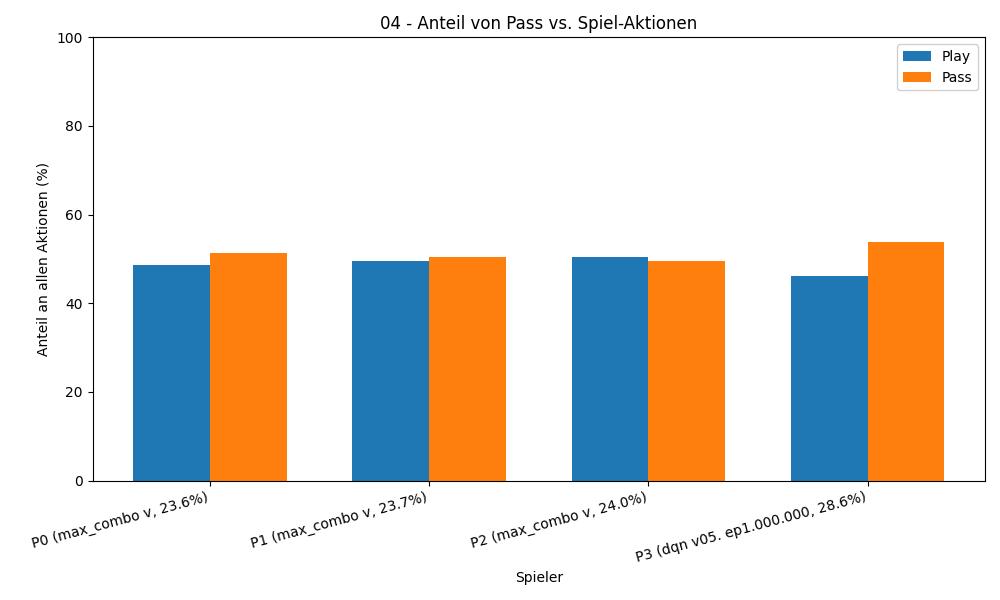 04 - Anteil von Pass vs. Spiel-Aktionen
Play
Pass
Anteil an allen Aktionen (%)
100
80
60
40
20
0
P0 (max_combo v, 23.6%)
P1 (max_combo v, 23.7%)
P2 (max_combo v, 24.0%)
P3 (dqn v05. ep1.000.000, 28.6%)
Spieler